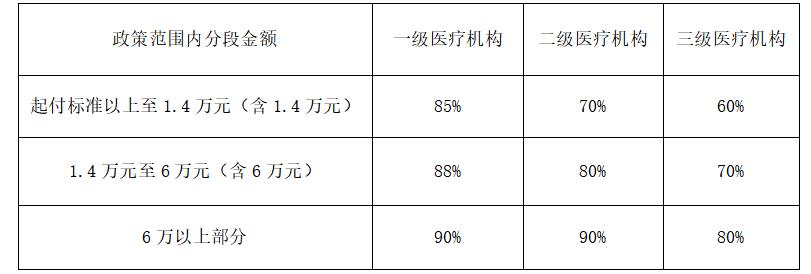 政策范围内分段金额 一级医疗机构 二级医疗机构 三级医疗机构
起付标准以上至1.4万元（含1.4万元） 85% 70% 60%
1.4万元至6万元（含6万元） 88% 80% 70%
6万以上部分 90% 90% 80%